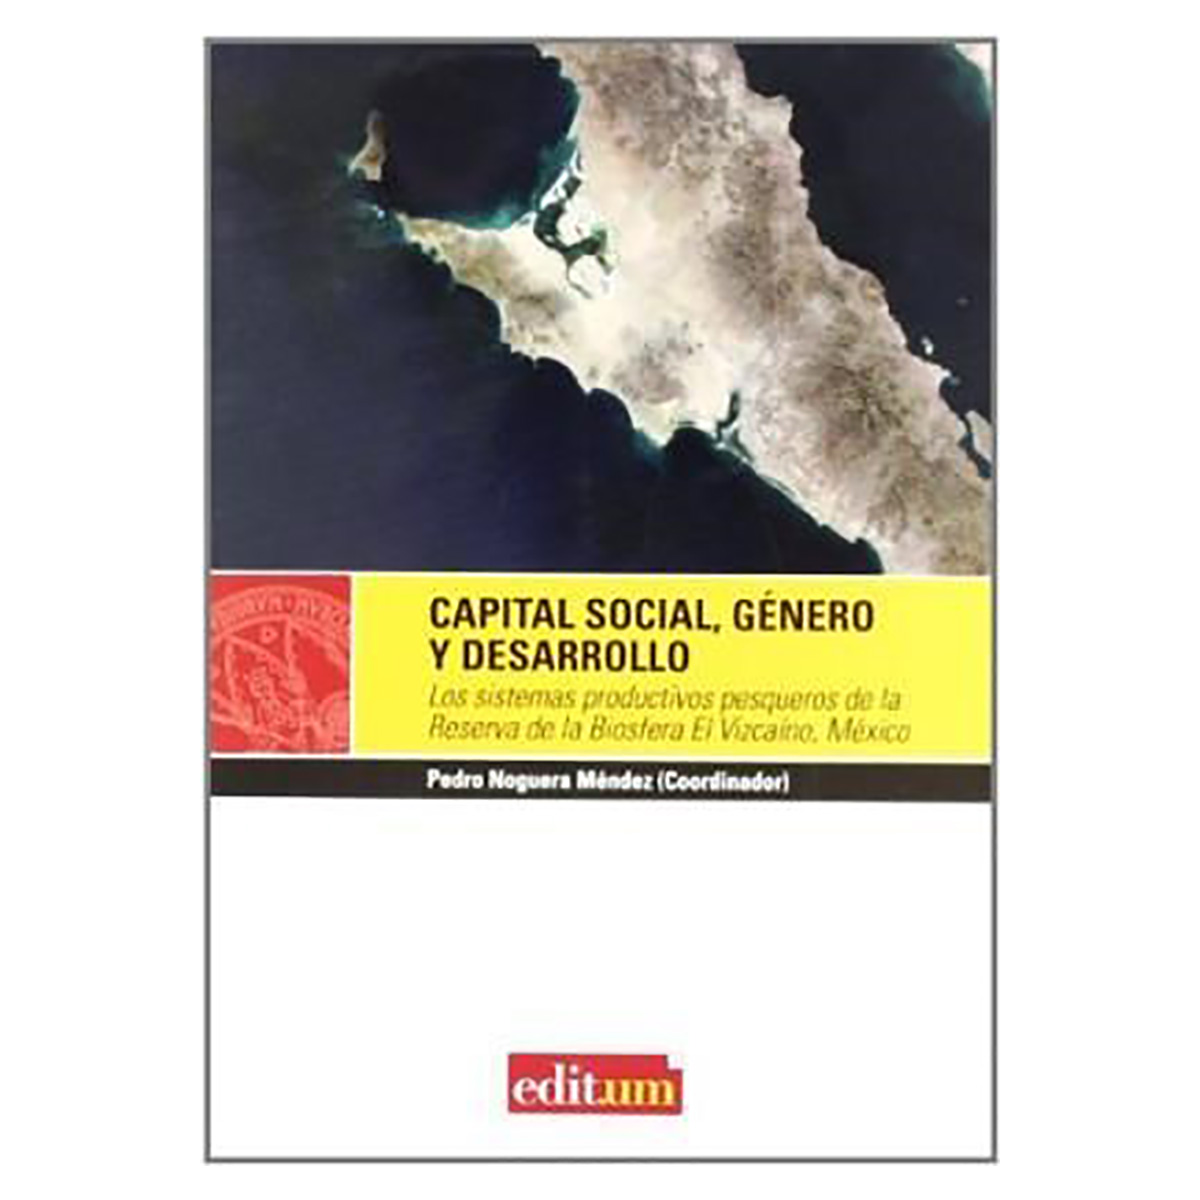 CAPITAL SOCIAL, GÉNERO
Y DESARROLLO
Los sistemas productivos pesqueros de la
Reserva de la Biosfera El Vizcaíno, México
Pedro Noguera Méndez (Coordinador)
editum